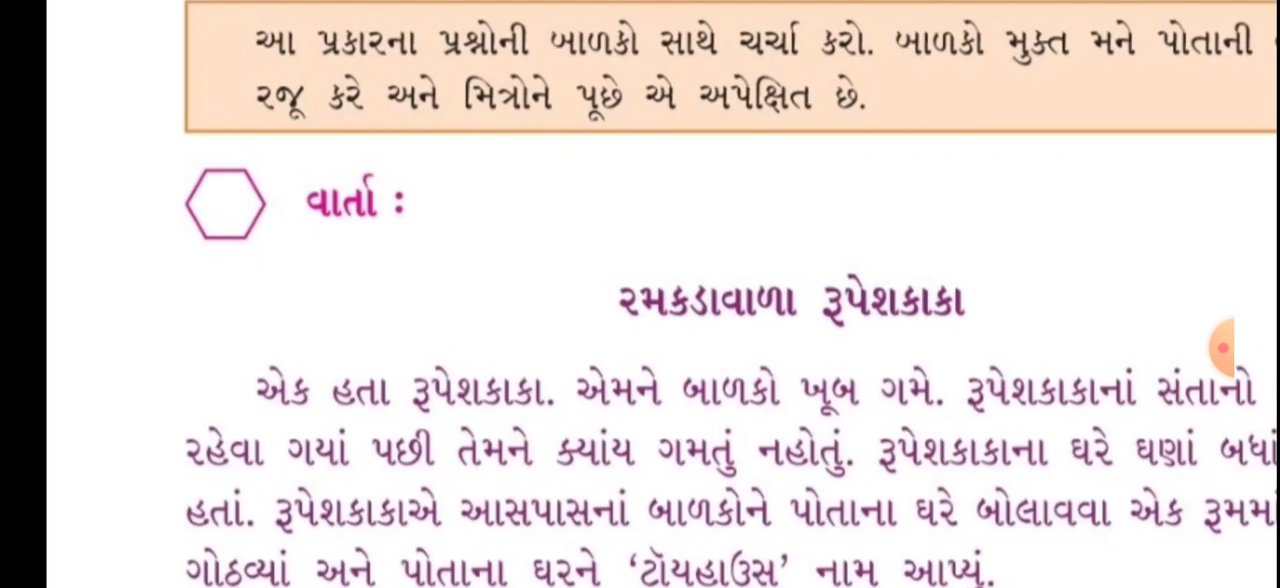 આ પ્રકારના પ્રશ્નોની બાળકો સાથે ચર્ચા કરો. બાળકો મુક્ત મને પોતાની
રજૂ કરે અને મિત્રોને પૂછે એ અપેક્ષિત છે.
વાર્તા :
રમકડાવાળા રૂપેશકાકા
એક હતા રૂપેશકાકા. એમને બાળકો ખૂબ ગમે. રૂપેશકાકાનાં સંતાનો
રહેવા ગયાં પછી તેમને ક્યાંય ગમતું નહોતું. રૂપેશકાકાના ઘરે ઘણાં બધાં
હતાં. રૂપેશકાકાએ આસપાસનાં બાળકોને પોતાના ઘરે બોલાવવા એક રૂમમાં
ગોઠવ્યાં અને પોતાના ઘરને ‘ટૉયહાઉસ’ નામ આપ્યું.